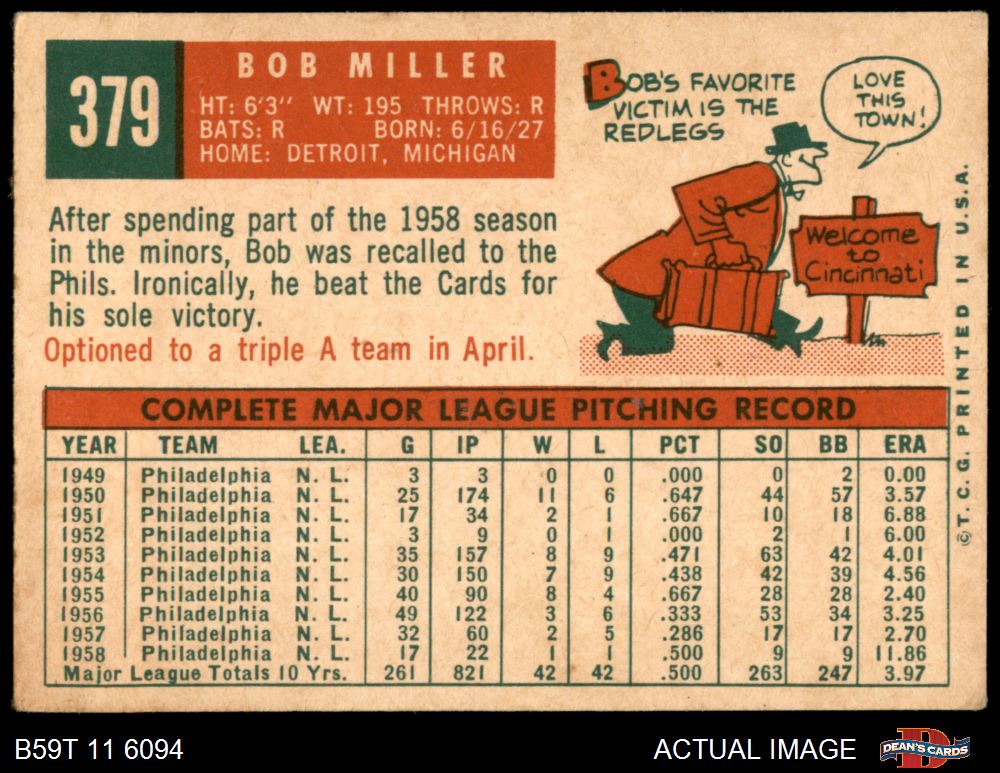 379
BOB MILLER
HT: 6'3" WT: 195 THROWS: R
BATS: R BORN: 6/16/27
HOME: DETROIT, MICHIGAN
BOB'S FAVORITE
VICTIM IS THE
REDLEGS
LOVE
THIS
TOWN!
Welcome
to
Cincinnati
After spending part of the 1958 season
in the minors, Bob was recalled to the
Phils. Ironically, he beat the Cards for
his sole victory.
Optioned to a triple A team in April.
COMPLETE MAJOR LEAGUE PITCHING RECORD
YEAR TEAM LEA. G IP W L PCT SO BB ERA
1949 Philadelphia N. L. 3 3 0 0 .000 0 2 0.00
1950 Philadelphia N. L. 25 174 11 6 .647 44 57 3.57
1951 Philadelphia N. L. 17 34 2 1 .667 10 18 6.88
1952 Philadelphia N. L. 3 9 0 1 .000 2 1 6.00
1953 Philadelphia N. L. 35 157 8 9 .471 63 42 4.01
1954 Philadelphia N. L. 30 150 7 9 .438 42 39 4.56
1955 Philadelphia N. L. 40 90 8 4 .667 28 28 2.40
1956 Philadelphia N. L. 49 122 3 6 .333 53 34 3.25
1957 Philadelphia N. L. 32 60 2 5 .286 17 17 2.70
1958 Philadelphia N. L. 17 22 1 1 .500 9 9 11.86
Major League Totals 10 Yrs. 261 821 42 42 .500 263 247 3.97
©T. C. G. PRINTED IN U.S.A.
B59T 11 6094
ACTUAL IMAGE
DEAN'S CARDS